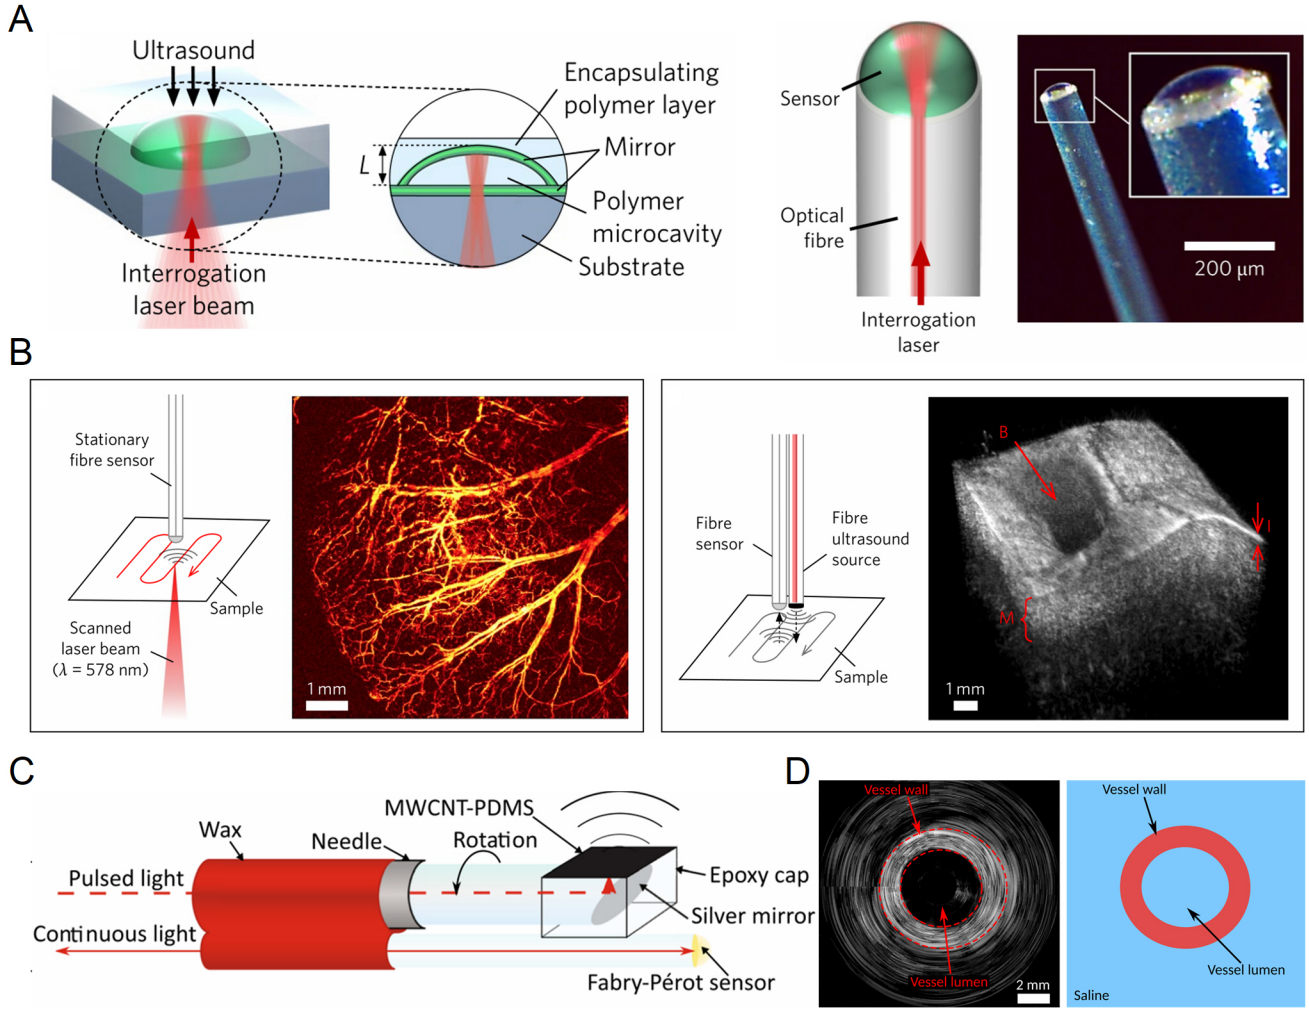 A
Ultrasound
Encapsulating
polymer layer
L
Mirror
Polymer
microcavity
Substrate
Interrogation
laser beam
Sensor
Optical
fibre
Interrogation
laser
200 µm
B
Stationary
fibre sensor
Sample
Scanned
laser beam
(λ = 578 nm)
1 mm
Fibre
sensor
Fibre
ultrasound
source
Sample
B
I
M
1 mm
C
Wax
Needle
MWCNT-PDMS
Rotation
Pulsed light
Epoxy cap
Silver mirror
Continuous light
Fabry-Pérot sensor
D
Vessel wall
Vessel lumen
2 mm
Vessel wall
Vessel lumen
Saline